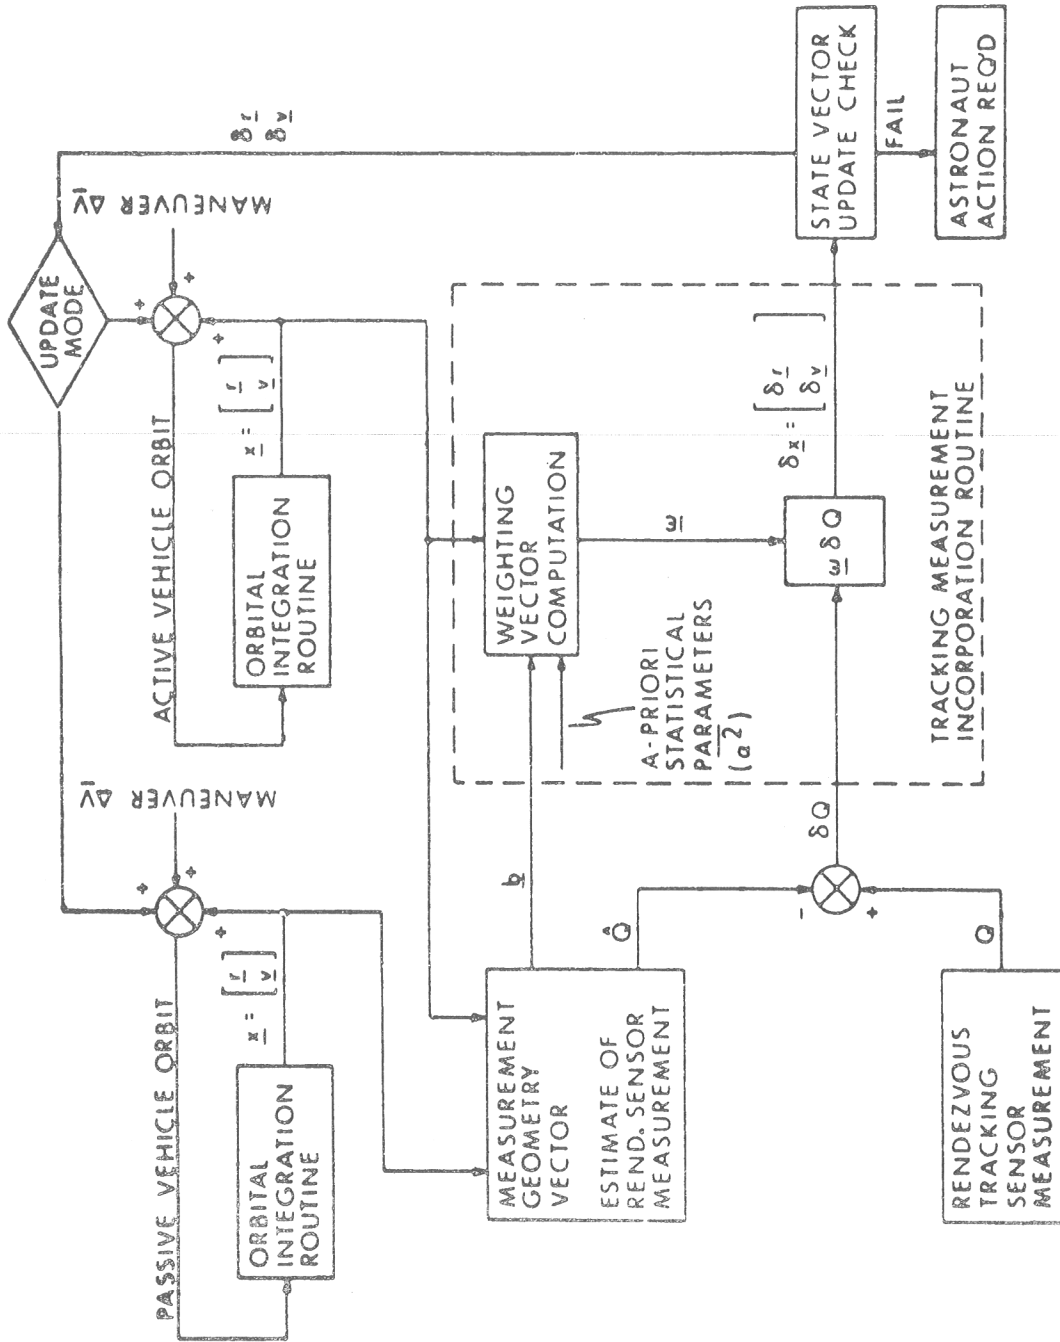 PASSIVE VEHICLE ORBIT
ORBITAL
INTEGRATION
ROUTINE
x = [ r
v ]
+
+
+
MANEUVER ΔV
ACTIVE VEHICLE ORBIT
ORBITAL
INTEGRATION
ROUTINE
x = [ r
v ]
+
+
+
MANEUVER ΔV
UPDATE
MODE
δr
δv
MEASUREMENT
GEOMETRY
VECTOR
ESTIMATE OF
REND. SENSOR
MEASUREMENT
b
Q̂
A-PRIORI
STATISTICAL
PARAMETERS
(α²)
WEIGHTING
VECTOR
COMPUTATION
ω
ω δQ
δx = [ δr
δv ]
TRACKING MEASUREMENT
INCORPORATION ROUTINE
STATE VECTOR
UPDATE CHECK
FAIL
ASTRONAUT
ACTION REQ'D
RENDEZVOUS
TRACKING
SENSOR
MEASUREMENT
Q
-
+
δQ